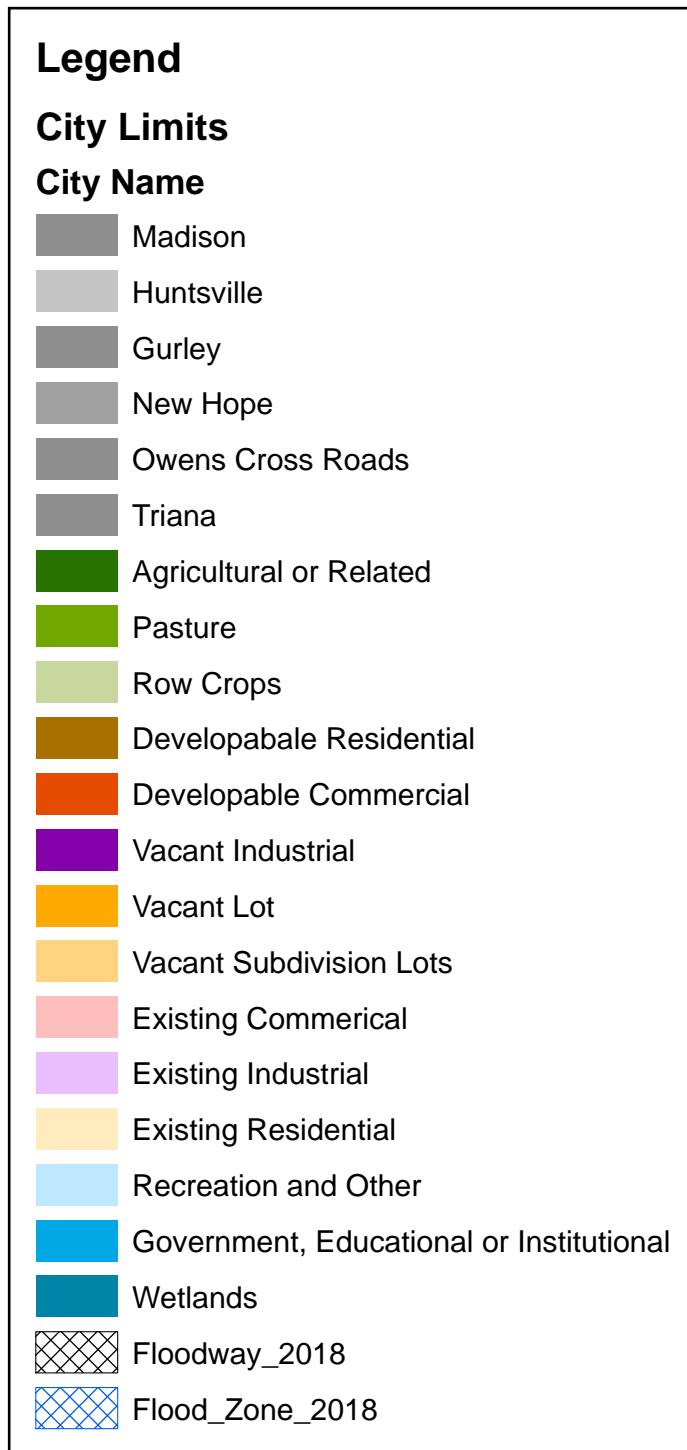 Legend
City Limits
City Name
Madison
Huntsville
Gurley
New Hope
Owens Cross Roads
Triana
Agricultural or Related
Pasture
Row Crops
Developabale Residential
Developable Commercial
Vacant Industrial
Vacant Lot
Vacant Subdivision Lots
Existing Commerical
Existing Industrial
Existing Residential
Recreation and Other
Government, Educational or Institutional
Wetlands
Floodway_2018
Flood_Zone_2018